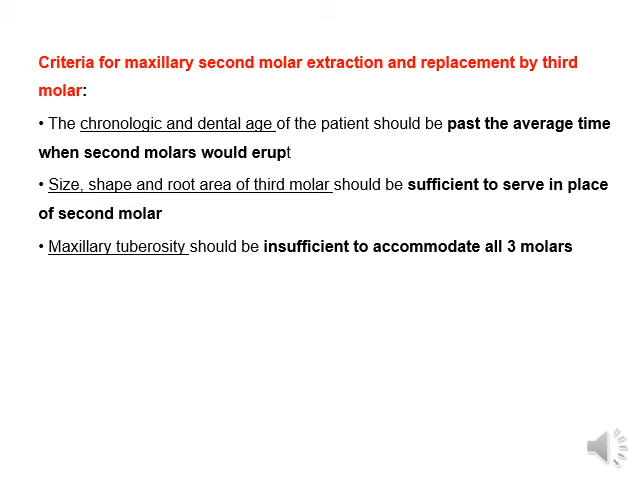 Criteria for maxillary second molar extraction and replacement by third
molar:
• The chronologic and dental age of the patient should be past the average time
when second molars would erupt
• Size, shape and root area of third molar should be sufficient to serve in place
of second molar
• Maxillary tuberosity should be insufficient to accommodate all 3 molars